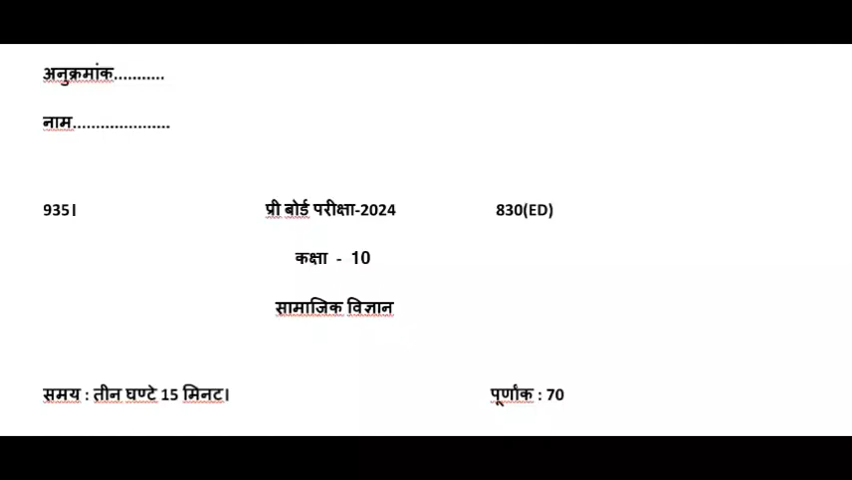 अनुक्रमांक...........
नाम.....................
935। प्री बोर्ड परीक्षा-2024 830(ED)
कक्षा - 10
सामाजिक विज्ञान
समय : तीन घण्टे 15 मिनट। पूर्णांक : 70